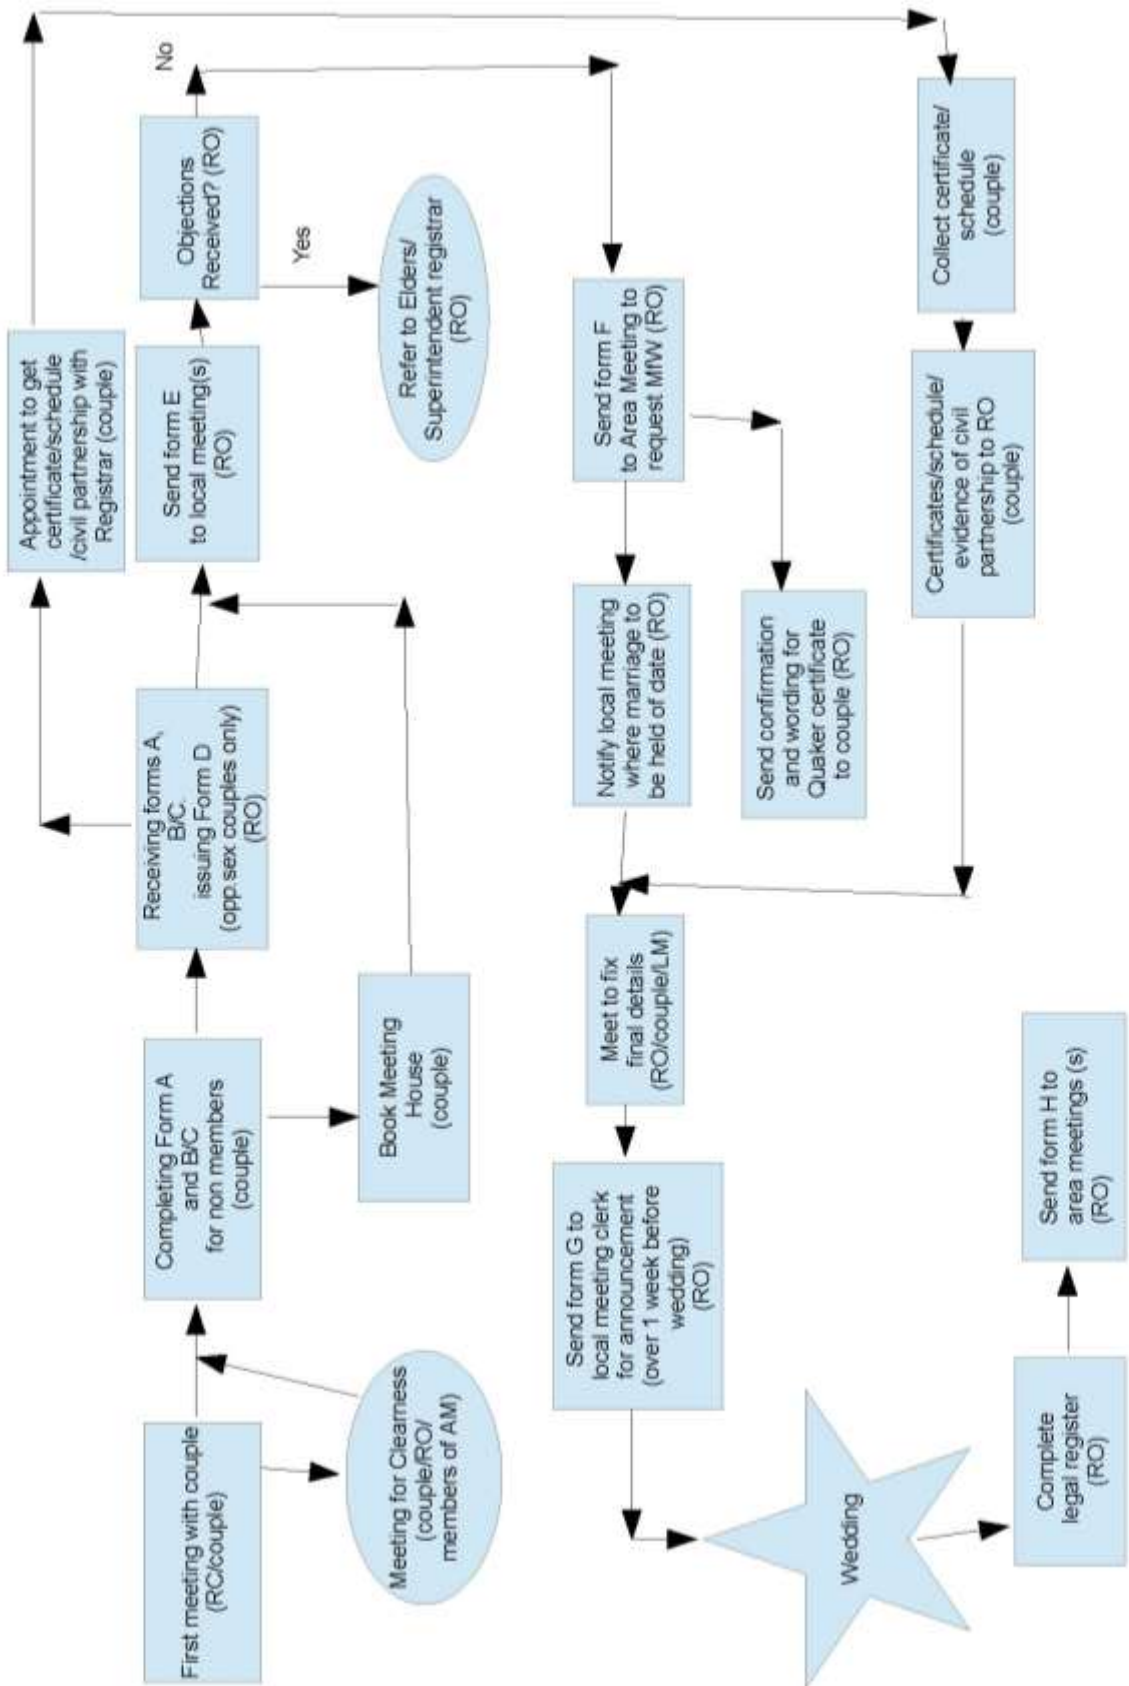 First meeting with couple
(RC/couple)
Meeting for Clearness
(couple/RO/
members of AM)
Completing Form A
and B/C
for non members
(couple)
Book Meeting
House
(couple)
Receiving forms A,
B/C.
issuing Form D
(opp.sex couples only)
(RO)
Appointment to get
certificate/schedule
/civil partnership with
Registrar (couple)
Send form E
to local meeting(s)
(RO)
Objections
Received? (RO)
No
Yes
Refer to Elders/
Superintendent registrar
(RO)
Send form F
to Area Meeting to
request MfW (RO)
Notify local meeting
where marriage to
be held of date (RO)
Send confirmation
and wording for
Quaker certificate
to couple (RO)
Collect certificate/
schedule
(couple)
Certificates/schedule/
evidence of civil
partnership to RO
(couple)
Meet to fix
final details
(RO/couple/LM)
Send form G to
local meeting clerk
for announcement
(over 1 week before
wedding)
(RO)
Wedding
Complete
legal register
(RO)
Send form H to
area meetings (s)
(RO)